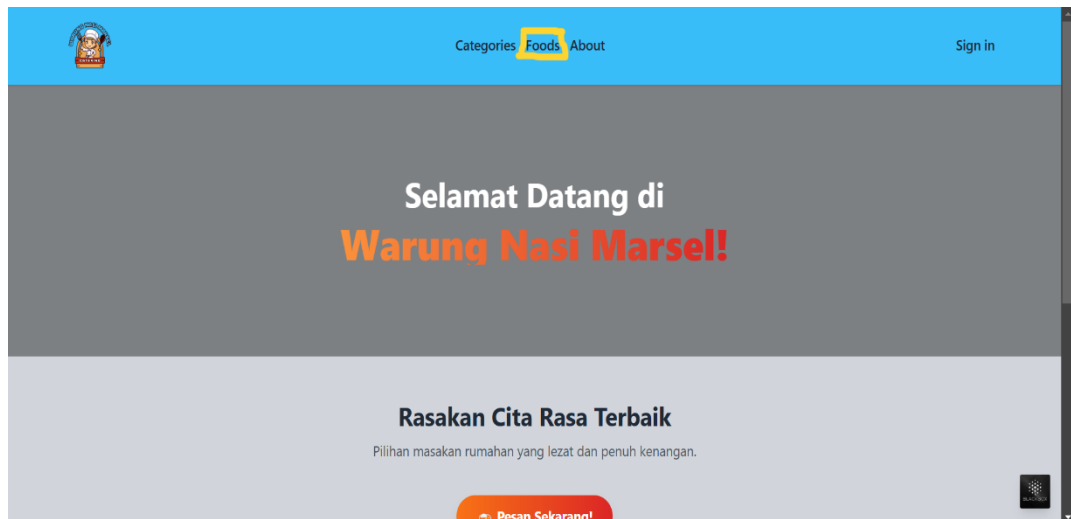 Categories Foods About
Sign in
Selamat Datang di
Warung Nasi Marsel!
Rasakan Cita Rasa Terbaik
Pilihan masakan rumahan yang lezat dan penuh kenangan.
Pesan Sekarang!